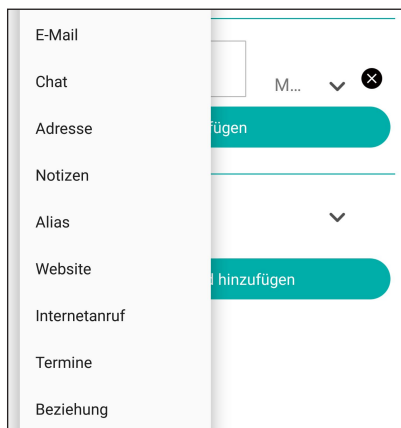 E-Mail
Chat
M...
Adresse
fügen
Notizen
Alias
Website
hinzufügen
Internetanruf
Termine
Beziehung